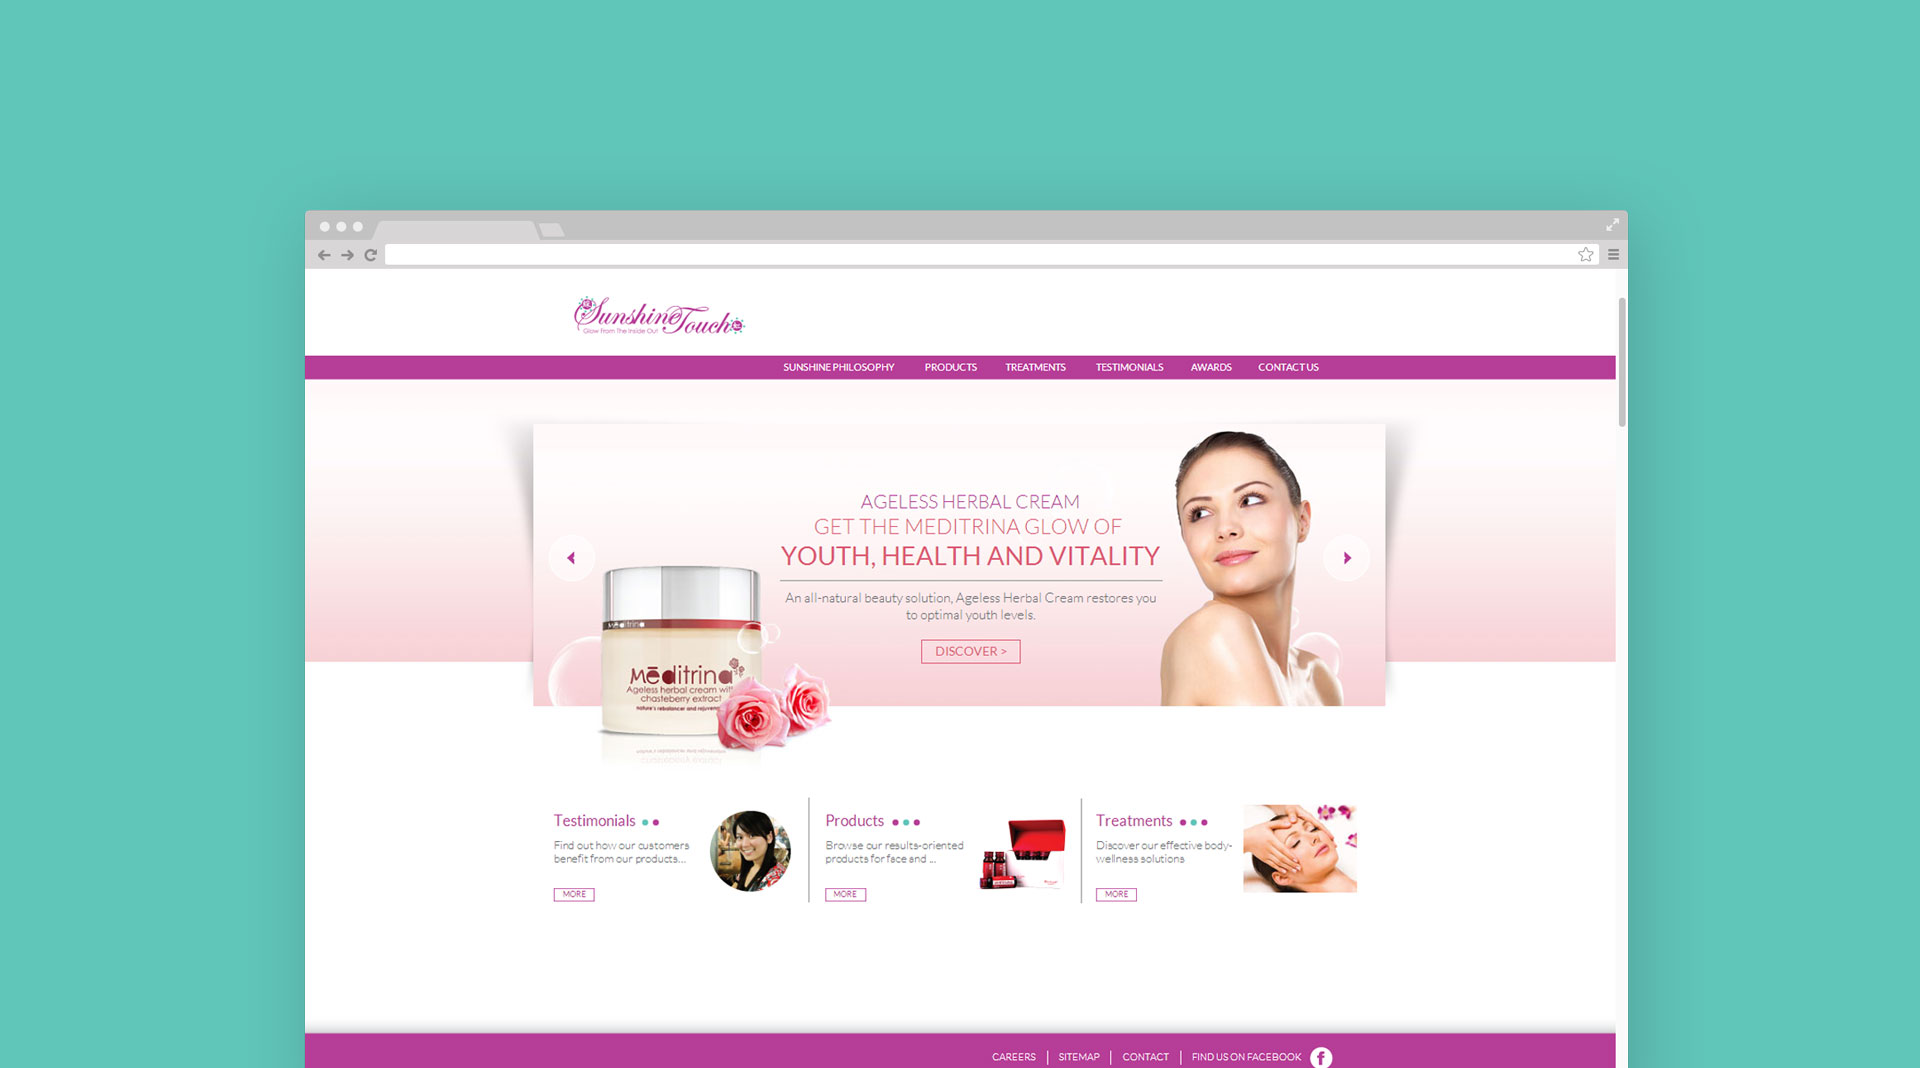 Sunshine Touch
Glow From The Inside Out
SUNSHINE PHILOSOPHY PRODUCTS TREATMENTS TESTIMONIALS AWARDS CONTACT US
AGELESS HERBAL CREAM
GET THE MEDITRINA GLOW OF
YOUTH, HEALTH AND VITALITY
An all-natural beauty solution, Ageless Herbal Cream restores you
to optimal youth levels.
DISCOVER >
Mēditrina
Mēditrina
Ageless herbal cream with
chasteberry extract
nature's rebalancer and
Testimonials
Find out how our customers
benefit from our products...
MORE
Products
Browse our results-oriented
products for face and ...
MORE
Treatments
Discover our effective body-
wellness solutions
MORE
CAREERS | SITEMAP | CONTACT | FIND US ON FACEBOOK f